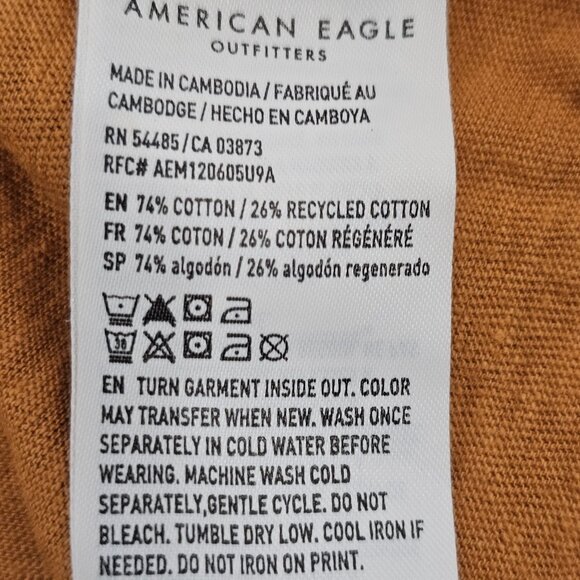 AMERICAN EAGLE
OUTFITTERS
MADE IN CAMBODIA / FABRIQUÉ AU
CAMBODGE / HECHO EN CAMBOYA
RN 54485 / CA 03873
RFC# AEM120605U9A
EN 74% COTTON / 26% RECYCLED COTTON
FR 74% COTON / 26% COTON RÉGÉNÉRÉ
SP 74% algodón / 26% algodón regenerado
30
EN TURN GARMENT INSIDE OUT. COLOR
MAY TRANSFER WHEN NEW. WASH ONCE
SEPARATELY IN COLD WATER BEFORE
WEARING. MACHINE WASH COLD
SEPARATELY,GENTLE CYCLE. DO NOT
BLEACH. TUMBLE DRY LOW. COOL IRON IF
NEEDED. DO NOT IRON ON PRINT.